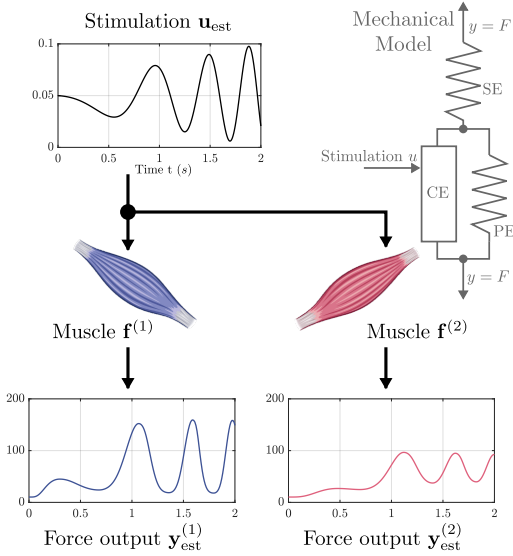 Stimulation u_est
0.1
0.05
0
0 0.5 1 1.5 2
Time t (s)
Mechanical
Model
y = F
SE
Stimulation u
CE
PE
y = F
Muscle f^(1)
Muscle f^(2)
200
100
0
0 0.5 1 1.5 2
Force output y_est^(1)
200
100
0
0 0.5 1 1.5 2
Force output y_est^(2)